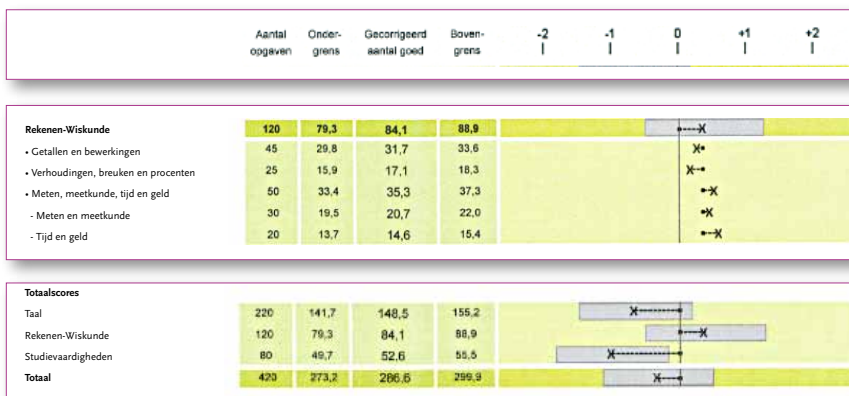 Aantal Onder- Gecorrigeerd Boven- -2 -1 0 +1 +2
opgaven grens aantal goed grens
Rekenen-Wiskunde 120 79,3 84,1 88,9
• Getallen en bewerkingen 45 29,8 31,7 33,6
• Verhoudingen, breuken en procenten 25 15,9 17,1 18,3
• Meten, meetkunde, tijd en geld 50 33,4 35,3 37,3
- Meten en meetkunde 30 19,5 20,7 22,0
- Tijd en geld 20 13,7 14,6 15,4
Totaalscores
Taal 220 141,7 148,5 155,2
Rekenen-Wiskunde 120 79,3 84,1 88,9
Studievaardigheden 80 49,7 52,6 55,5
Totaal 420 273,2 286,6 299,9